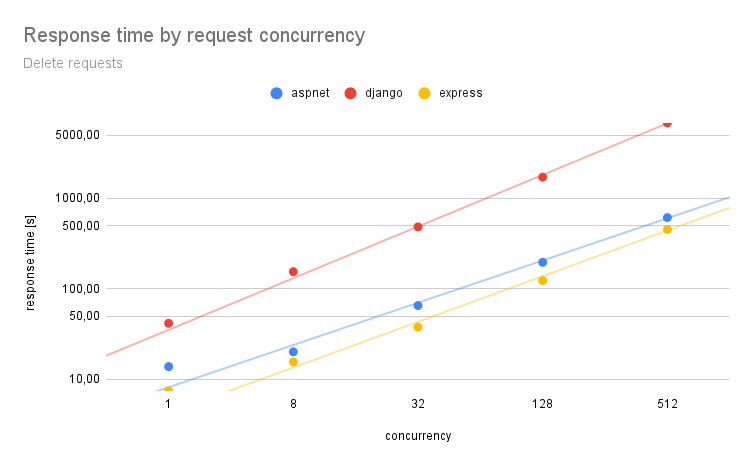 Response time by request concurrency
Delete requests
aspnet
django
express
5000,00
1000,00
500,00
100,00
50,00
10,00
response time [s]
1 8 32 128 512
concurrency